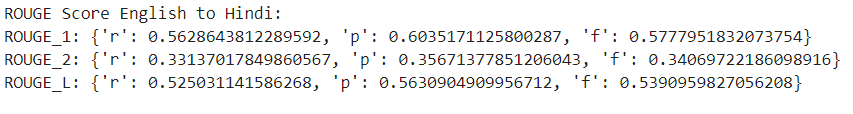 ROUGE Score English to Hindi:
ROUGE_1: {'r': 0.5628643812289592, 'p': 0.6035171125800287, 'f': 0.5777951832073754}
ROUGE_2: {'r': 0.33137017849860567, 'p': 0.35671377851206043, 'f': 0.34069722186098916}
ROUGE_L: {'r': 0.525031141586268, 'p': 0.5630904909956712, 'f': 0.5390959827056208}